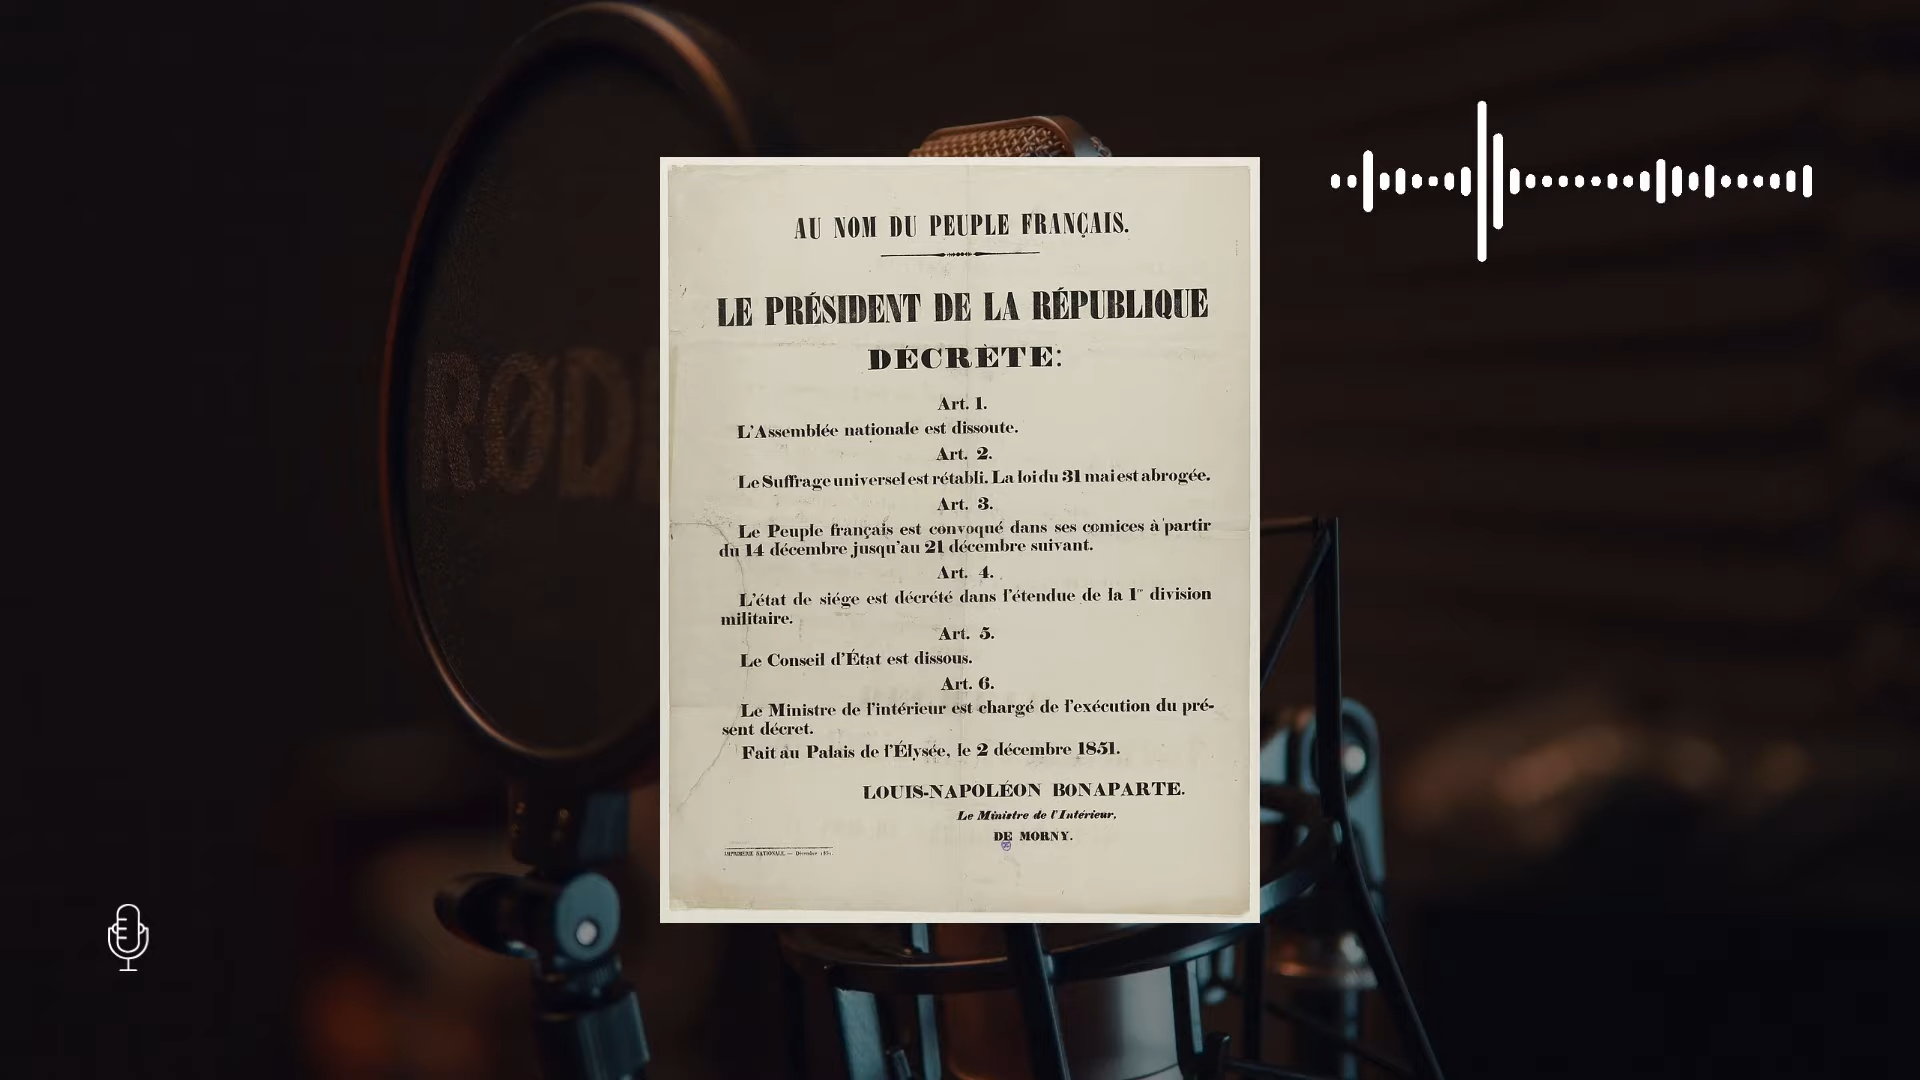 AU NOM DU PEUPLE FRANÇAIS.
LE PRÉSIDENT DE LA RÉPUBLIQUE
DÉCRÈTE:
Art. 1.
L'Assemblée nationale est dissoute.
Art. 2.
Le Suffrage universel est rétabli. La loi du 31 mai est abrogée.
Art. 3.
Le Peuple français est convoqué dans ses comices à partir
du 14 décembre jusqu'au 21 décembre suivant.
Art. 4.
L'état de siége est décrété dans l'étendue de la 1re division
militaire.
Art. 5.
Le Conseil d'État est dissous.
Art. 6.
Le Ministre de l'intérieur est chargé de l'exécution du pré-
sent décret.
Fait au Palais de l'Élysée, le 2 décembre 1851.
LOUIS-NAPOLÉON BONAPARTE.
Le Ministre de l'Intérieur,
DE MORNY.
IMPRIMERIE NATIONALE. — Décembre 1851.
RØD